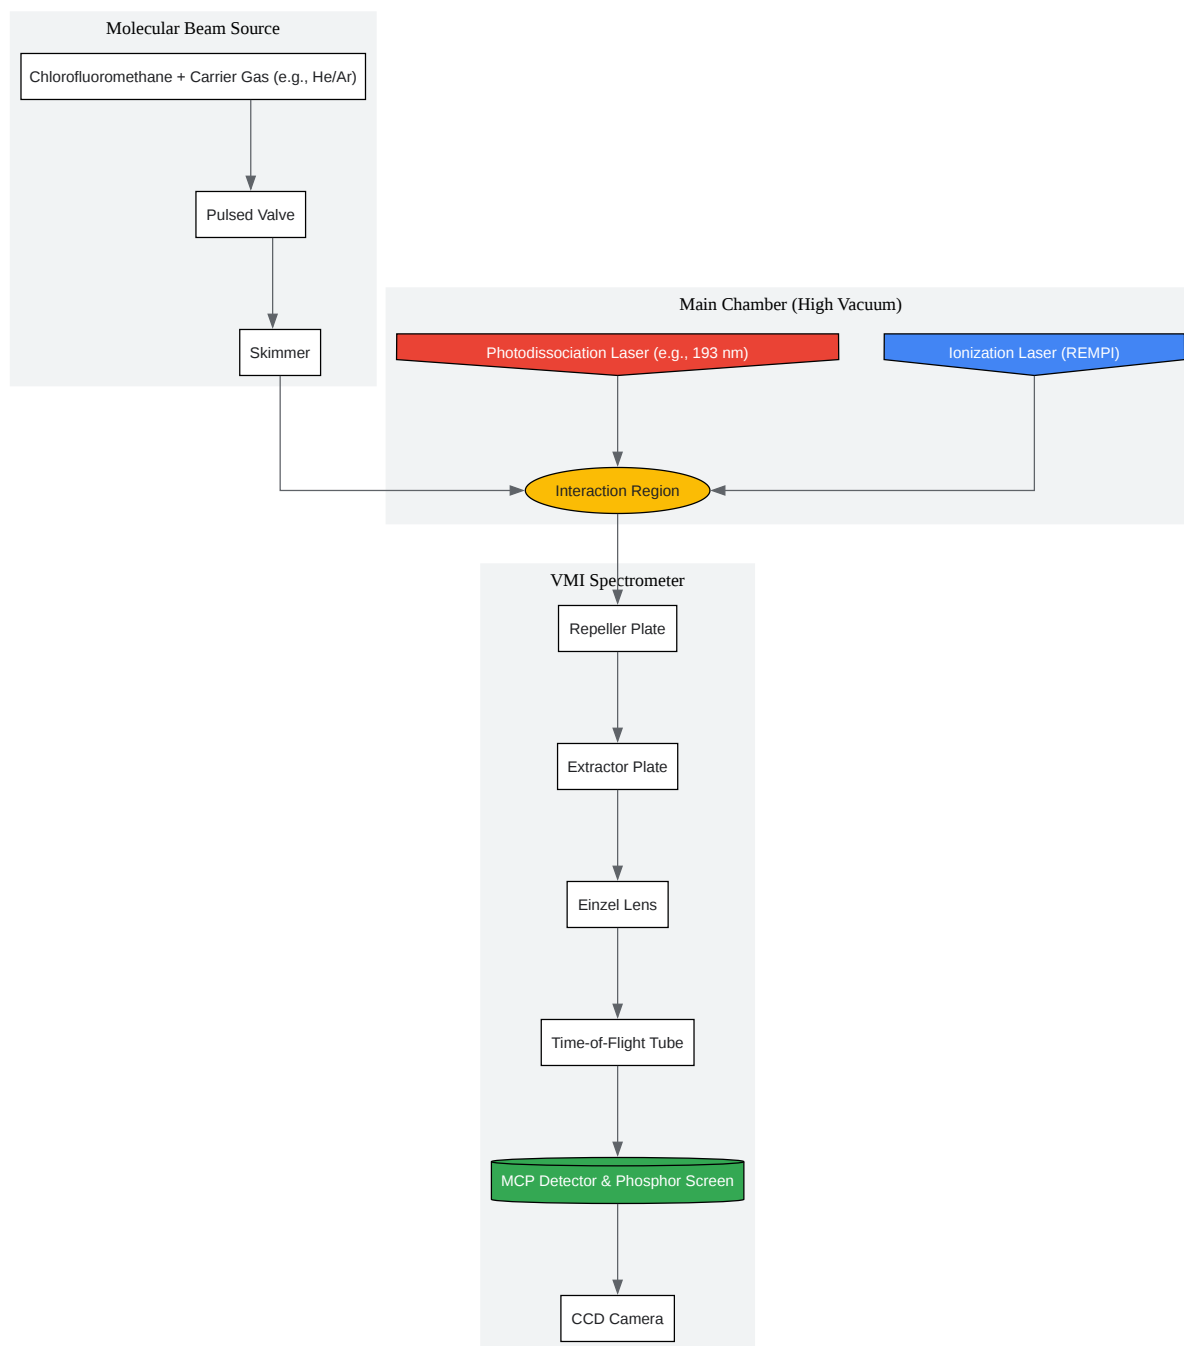 Molecular Beam Source
Chlorofluoromethane + Carrier Gas (e.g., He/Ar)
Pulsed Valve
Skimmer
Main Chamber (High Vacuum)
Photodissociation Laser (e.g., 193 nm)
Ionization Laser (REMPI)
Interaction Region
VMI Spectrometer
Repeller Plate
Extractor Plate
Einzel Lens
Time-of-Flight Tube
MCP Detector & Phosphor Screen
CCD Camera